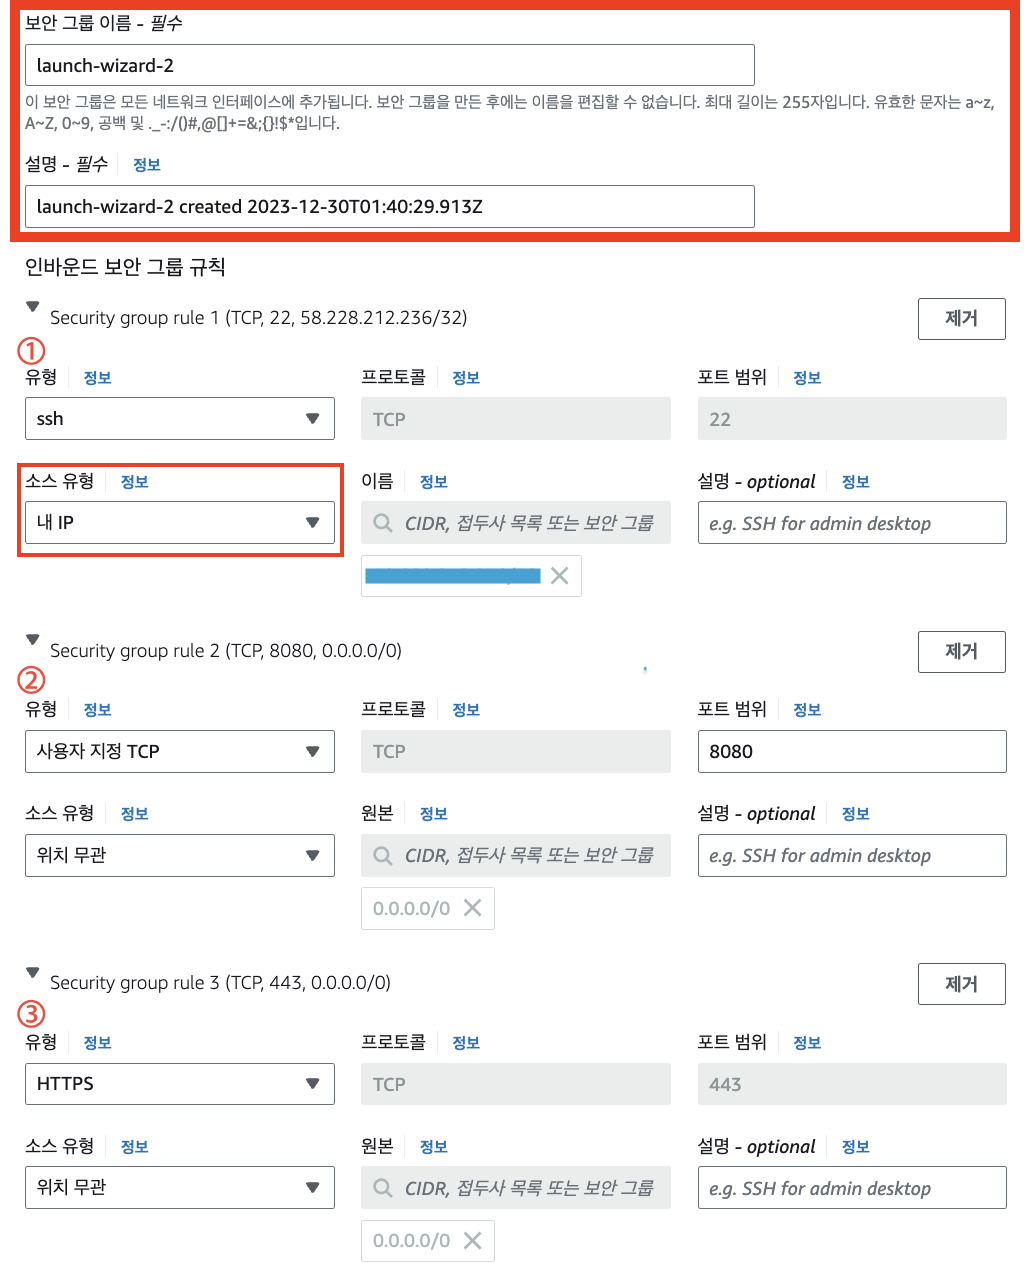 보안 그룹 이름 - 필수
launch-wizard-2
이 보안 그룹은 모든 네트워크 인터페이스에 추가됩니다. 보안 그룹을 만든 후에는 이름을 편집할 수 없습니다. 최대 길이는 255자입니다. 유효한 문자는 a~z,
A~Z, 0~9, 공백 및 ._-:/()#,@[]+=&;{}!$*입니다.
설명 - 필수 정보
launch-wizard-2 created 2023-12-30T01:40:29.913Z
인바운드 보안 그룹 규칙
Security group rule 1 (TCP, 22, 58.228.212.236/32) 제거
①
유형 정보 프로토콜 정보 포트 범위 정보
ssh TCP 22
소스 유형 정보 이름 정보 설명 - optional 정보
내 IP CIDR, 접두사 목록 또는 보안 그룹 e.g. SSH for admin desktop
Security group rule 2 (TCP, 8080, 0.0.0.0/0) 제거
②
유형 정보 프로토콜 정보 포트 범위 정보
사용자 지정 TCP TCP 8080
소스 유형 정보 원본 정보 설명 - optional 정보
위치 무관 CIDR, 접두사 목록 또는 보안 그룹 e.g. SSH for admin desktop
0.0.0.0/0
Security group rule 3 (TCP, 443, 0.0.0.0/0) 제거
③
유형 정보 프로토콜 정보 포트 범위 정보
HTTPS TCP 443
소스 유형 정보 원본 정보 설명 - optional 정보
위치 무관 CIDR, 접두사 목록 또는 보안 그룹 e.g. SSH for admin desktop
0.0.0.0/0